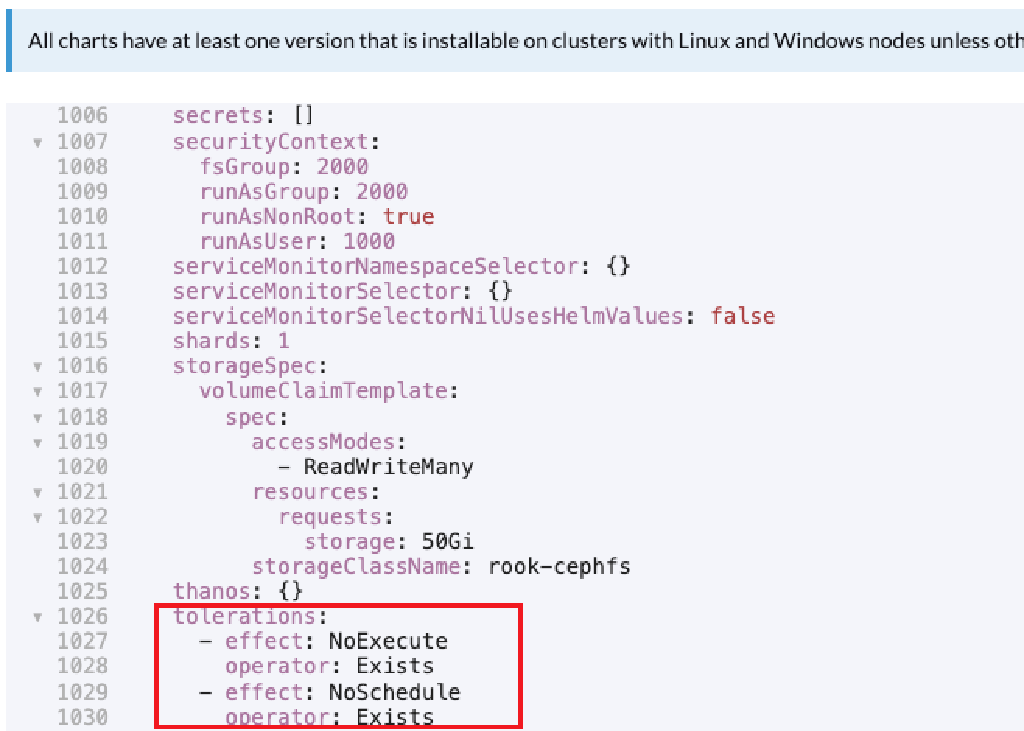 All charts have at least one version that is installable on clusters with Linux and Windows nodes unless oth
1006 secrets: []
1007 securityContext:
1008 fsGroup: 2000
1009 runAsGroup: 2000
1010 runAsNonRoot: true
1011 runAsUser: 1000
1012 serviceMonitorNamespaceSelector: {}
1013 serviceMonitorSelector: {}
1014 serviceMonitorSelectorNilUsesHelmValues: false
1015 shards: 1
1016 storageSpec:
1017 volumeClaimTemplate:
1018 spec:
1019 accessModes:
1020 - ReadWriteMany
1021 resources:
1022 requests:
1023 storage: 50Gi
1024 storageClassName: rook-cephfs
1025 thanos: {}
1026 tolerations:
1027 - effect: NoExecute
1028 operator: Exists
1029 - effect: NoSchedule
1030 operator: Exists